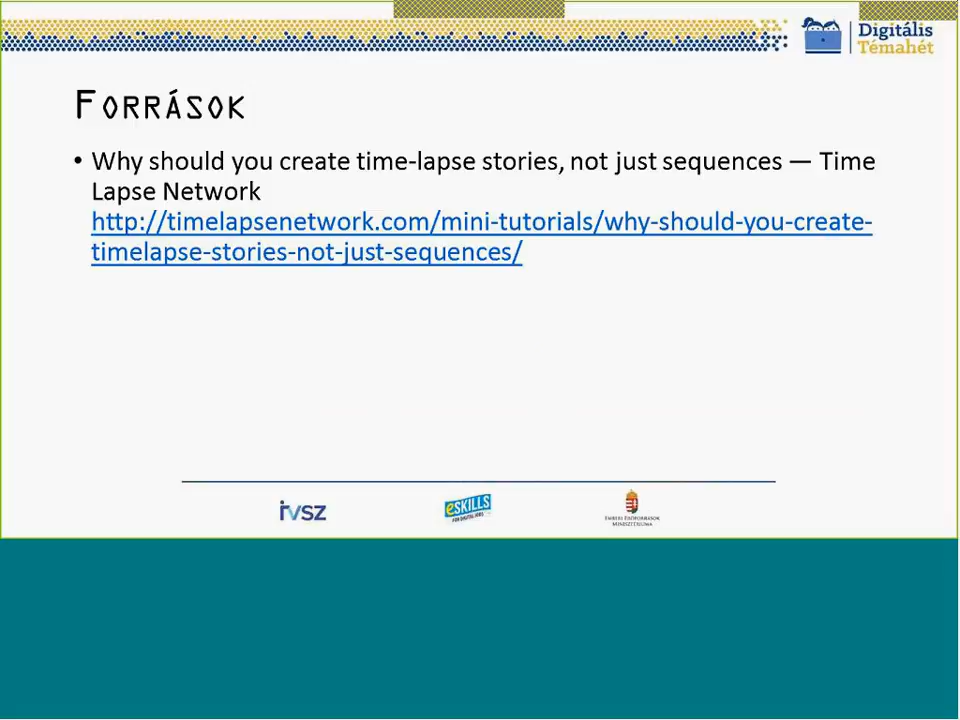 Digitális
Témahét
Források
• Why should you create time-lapse stories, not just sequences — Time
Lapse Network
http://timelapsenetwork.com/mini-tutorials/why-should-you-create-
timelapse-stories-not-just-sequences/
IVSZ
eSKILLS
FOR DIGITAL JOBS
Emberi Erőforrások
Minisztériuma